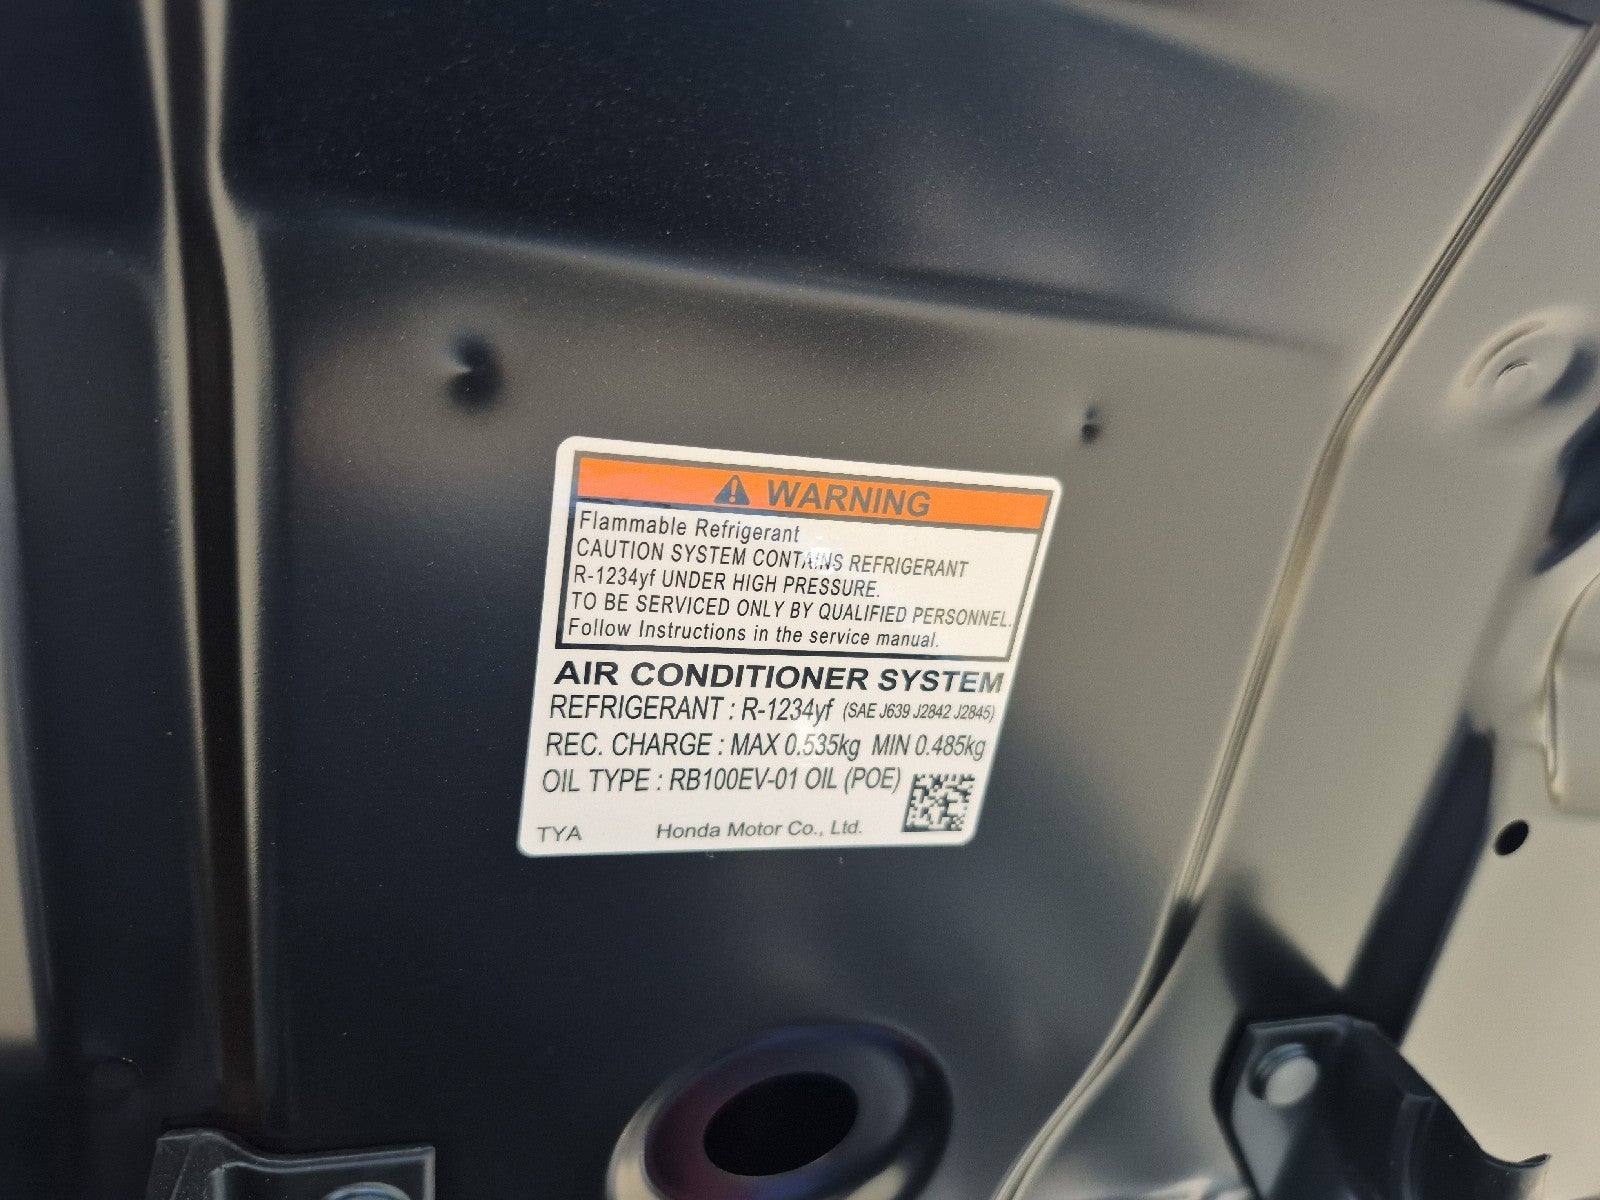 WARNING
Flammable Refrigerant
CAUTION SYSTEM CONTAINS REFRIGERANT
R-1234yf UNDER HIGH PRESSURE.
TO BE SERVICED ONLY BY QUALIFIED PERSONNEL.
Follow Instructions in the service manual.
AIR CONDITIONER SYSTEM
REFRIGERANT : R-1234yf (SAE J639 J2842 J2845)
REC. CHARGE : MAX 0.535kg MIN 0.485kg
OIL TYPE : RB100EV-01 OIL (POE)
TYA Honda Motor Co., Ltd.